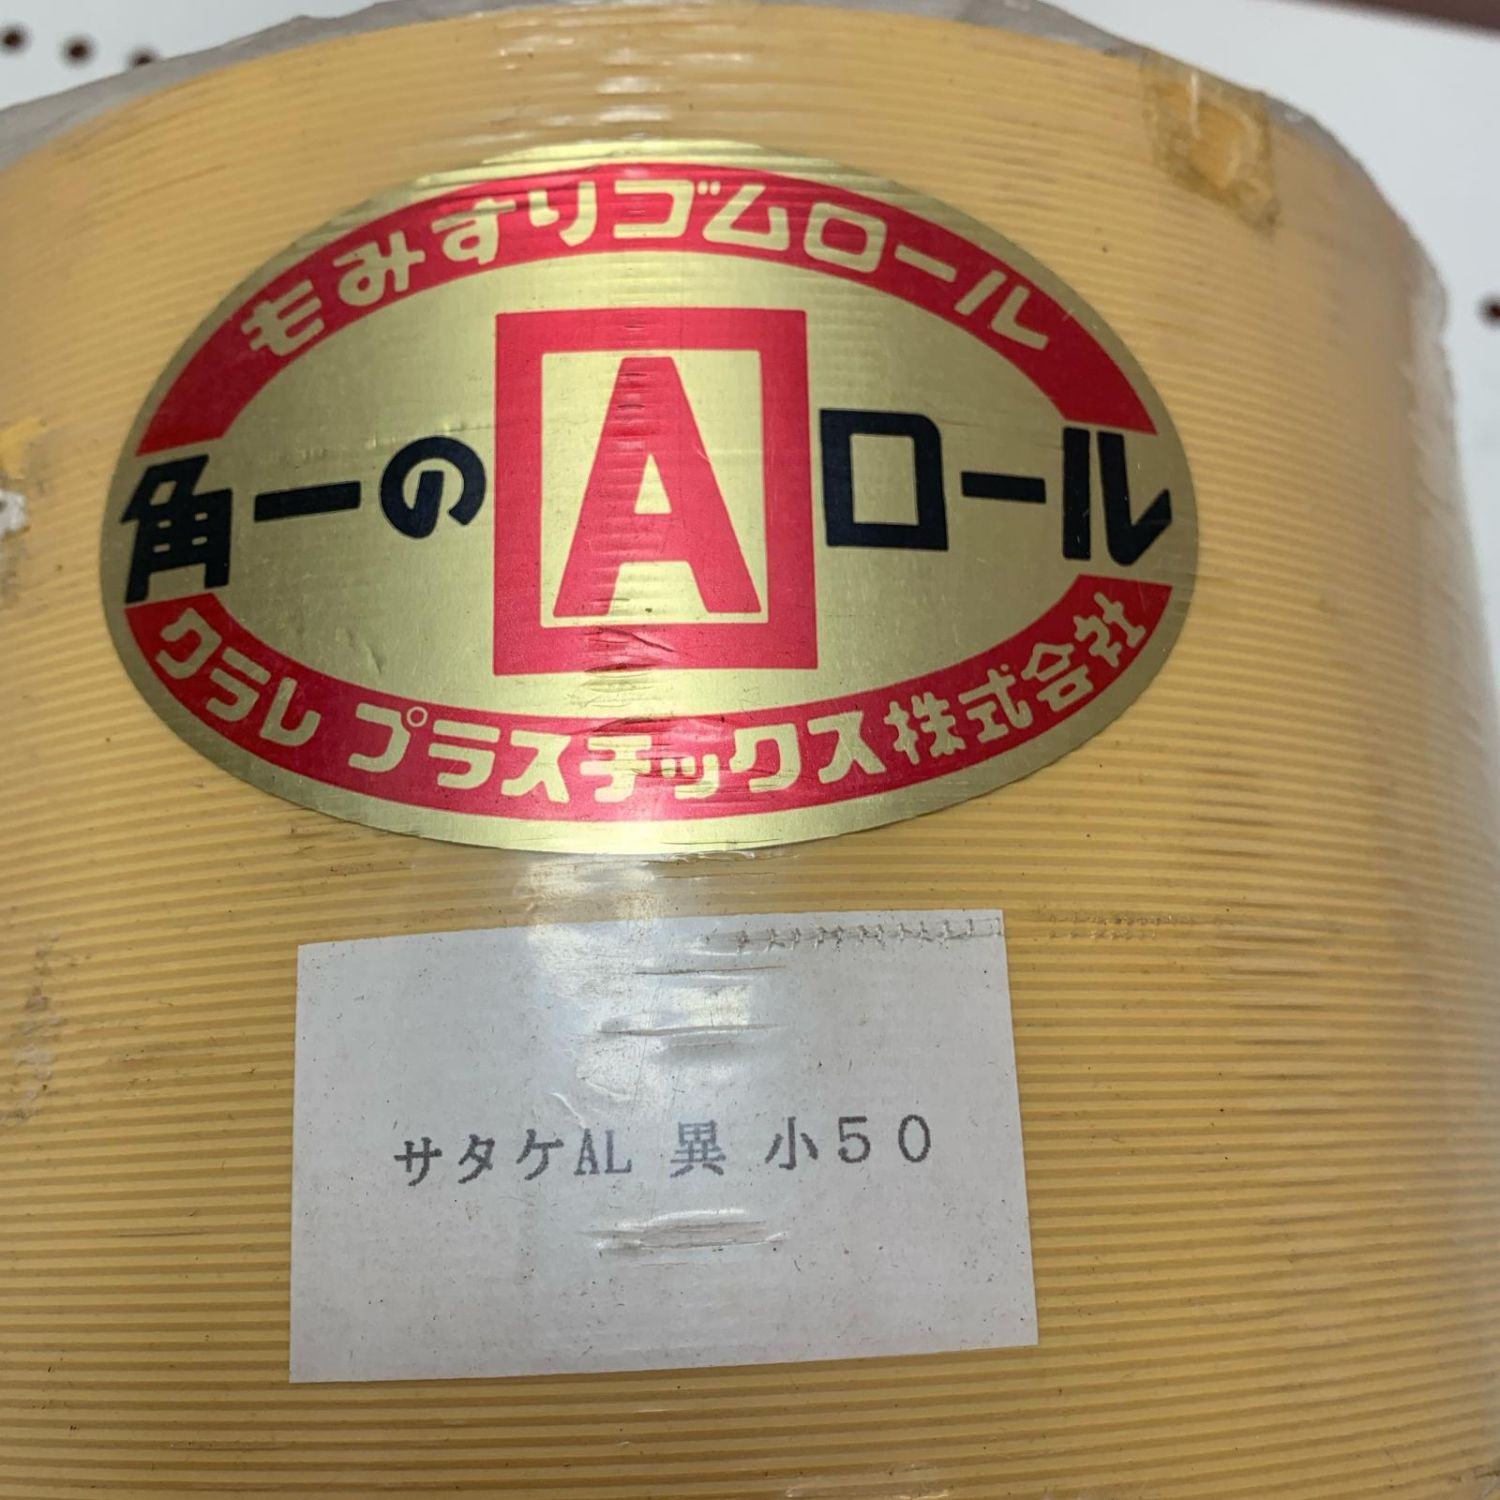 もみすりゴムロール
角一の A ロール
クラレ プラスチックス株式会社
サタケAL 異 小50